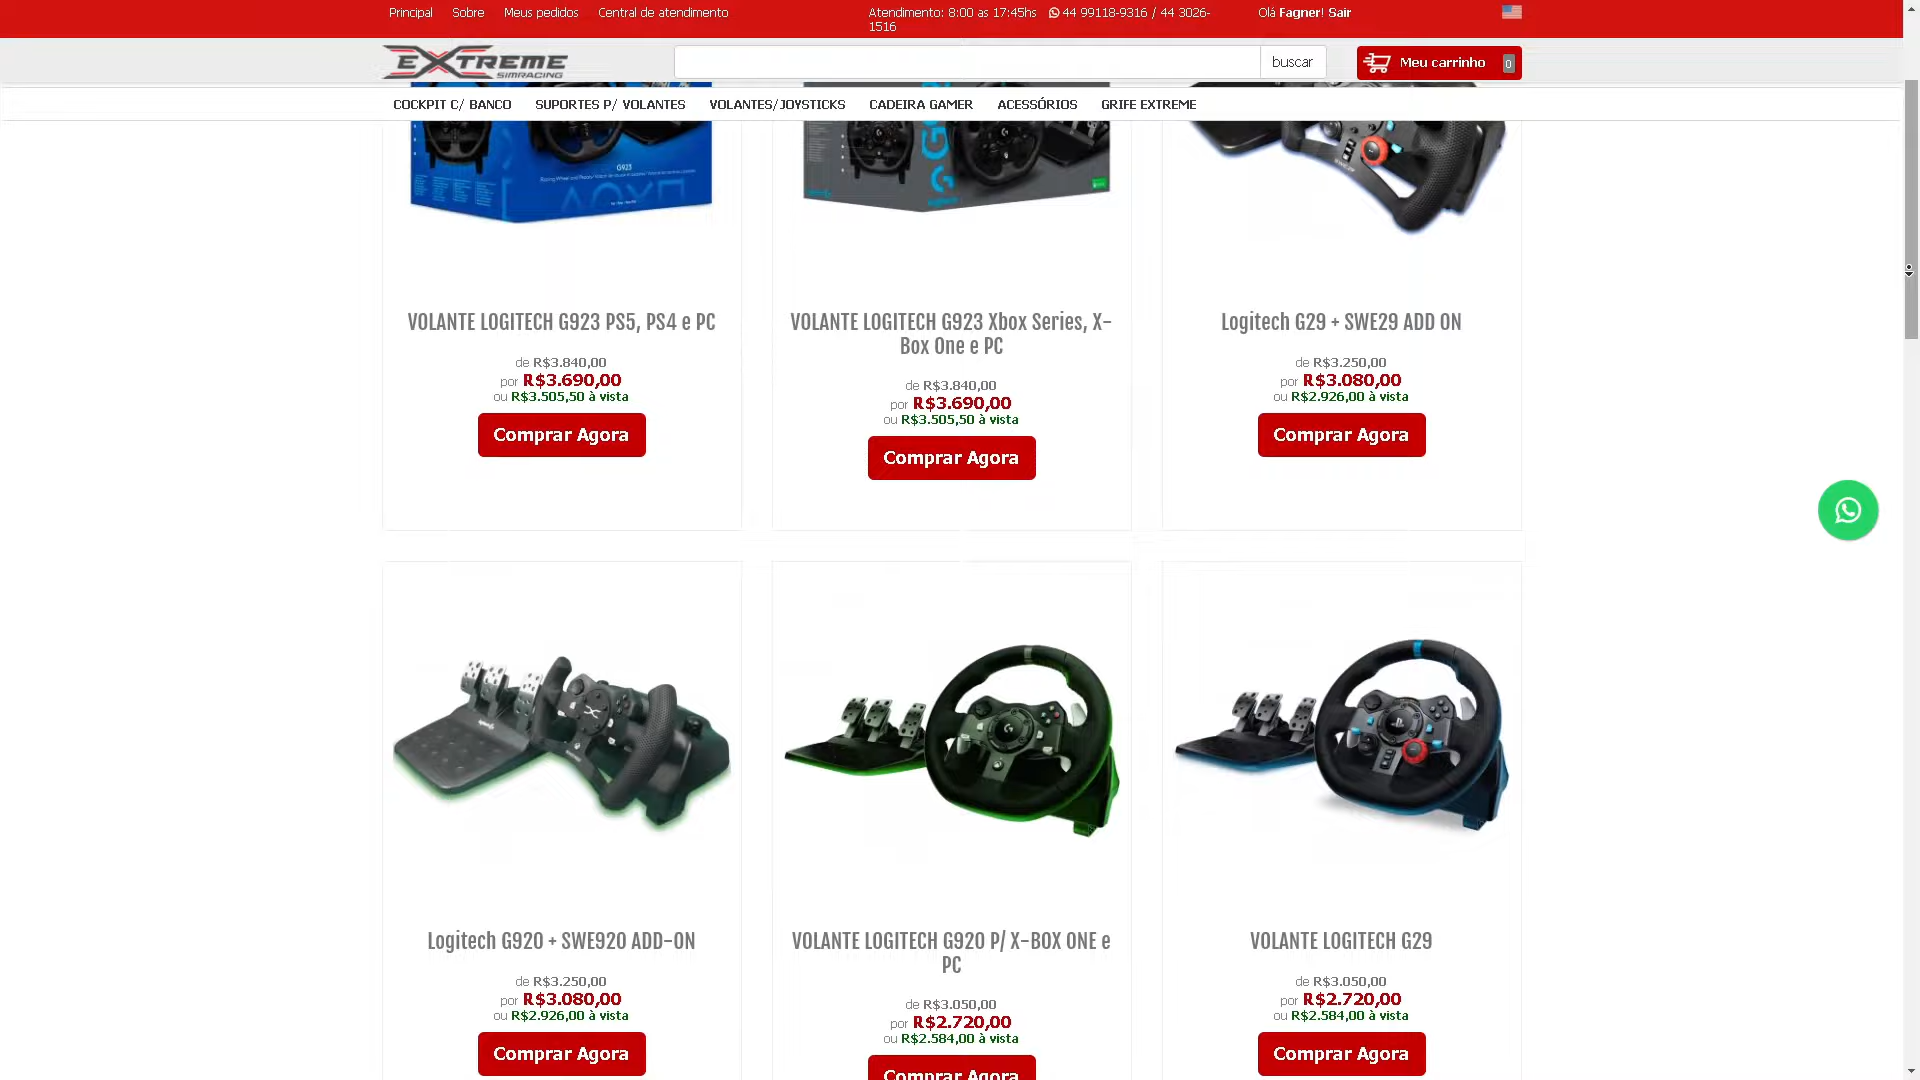 Principal Sobre Meus pedidos Central de atendimento
Atendimento: 8:00 as 17:45hs 44 99118-9316 / 44 3026-
1516
Olá Fagner! Sair
EXTREME
SIMRACING
buscar
Meu carrinho 0
COCKPIT C/ BANCO SUPORTES P/ VOLANTES VOLANTES/JOYSTICKS CADEIRA GAMER ACESSÓRIOS GRIFE EXTREME
G923
VOLANTE LOGITECH G923 PS5, PS4 e PC
de R$3.840,00
por R$3.690,00
ou R$3.505,50 à vista
Comprar Agora
VOLANTE LOGITECH G923 Xbox Series, X-
Box One e PC
de R$3.840,00
por R$3.690,00
ou R$3.505,50 à vista
Comprar Agora
Logitech G29 + SWE29 ADD ON
de R$3.250,00
por R$3.080,00
ou R$2.926,00 à vista
Comprar Agora
Logitech G920 + SWE920 ADD-ON
de R$3.250,00
por R$3.080,00
ou R$2.926,00 à vista
Comprar Agora
VOLANTE LOGITECH G920 P/ X-BOX ONE e
PC
de R$3.050,00
por R$2.720,00
ou R$2.584,00 à vista
Comprar Agora
VOLANTE LOGITECH G29
de R$3.050,00
por R$2.720,00
ou R$2.584,00 à vista
Comprar Agora